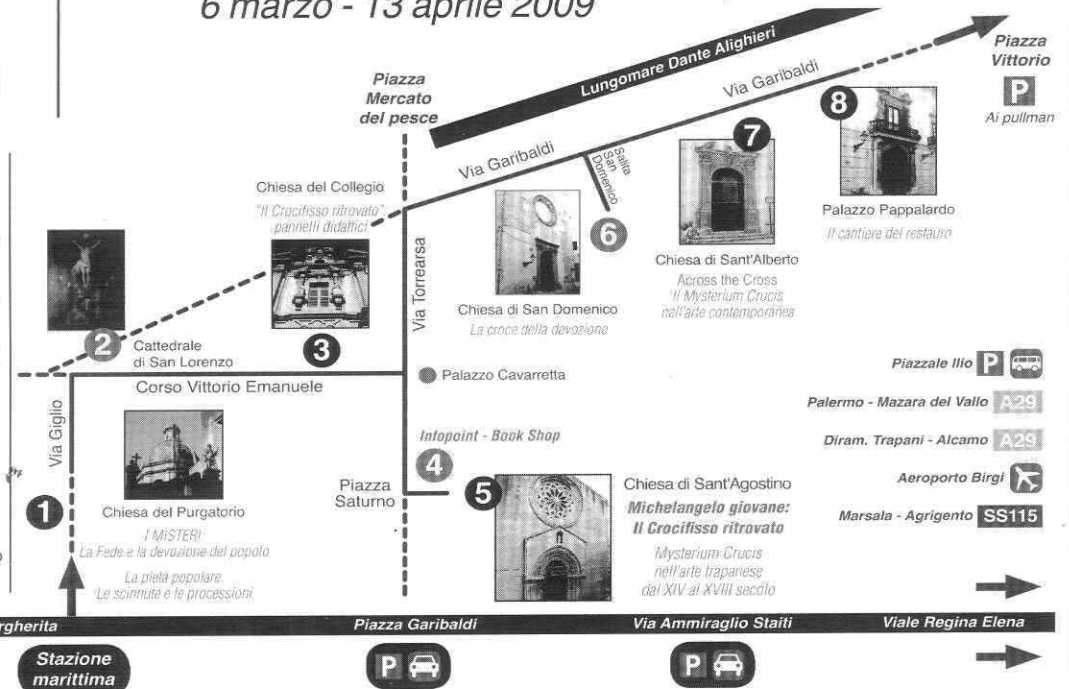 6 marzo - 13 aprile 2009
Piazza
Mercato
del pesce
Lungomare Dante Alighieri
Piazza
Vittorio
P
Ai pullman
Via Garibaldi
Via Garibaldi
Salita
San
Domenico
8
Palazzo Pappalardo
Il cantiere del restauro
7
Chiesa di Sant'Alberto
Across the Cross
"Il Mysterium Crucis
nell'arte contemporanea
6
Chiesa di San Domenico
La croce della devozione
Chiesa del Collegio
"Il Crocifisso ritrovato"
pannelli didattici
3
Via Torrearsa
2
Cattedrale
di San Lorenzo
Corso Vittorio Emanuele
Palazzo Cavarretta
Via Giglio
1
Chiesa del Purgatorio
I MISTERI:
La Fede e la devozione del popolo
La pietà popolare.
Le scinnute e le processioni
Infopoint - Book Shop
4
Piazza
Saturno
5
Chiesa di Sant'Agostino
Michelangelo giovane:
Il Crocifisso ritrovato
Mysterium Crucis
nell'arte trapanese
dal XIV al XVIII secolo
Piazzale Ilio P
Palermo - Mazara del Vallo A29
Diram. Trapani - Alcamo A29
Aeroporto Birgi
Marsala - Agrigento SS115
rgherita
Piazza Garibaldi
Via Ammiraglio Staiti
Viale Regina Elena
Stazione
marittima
P
P